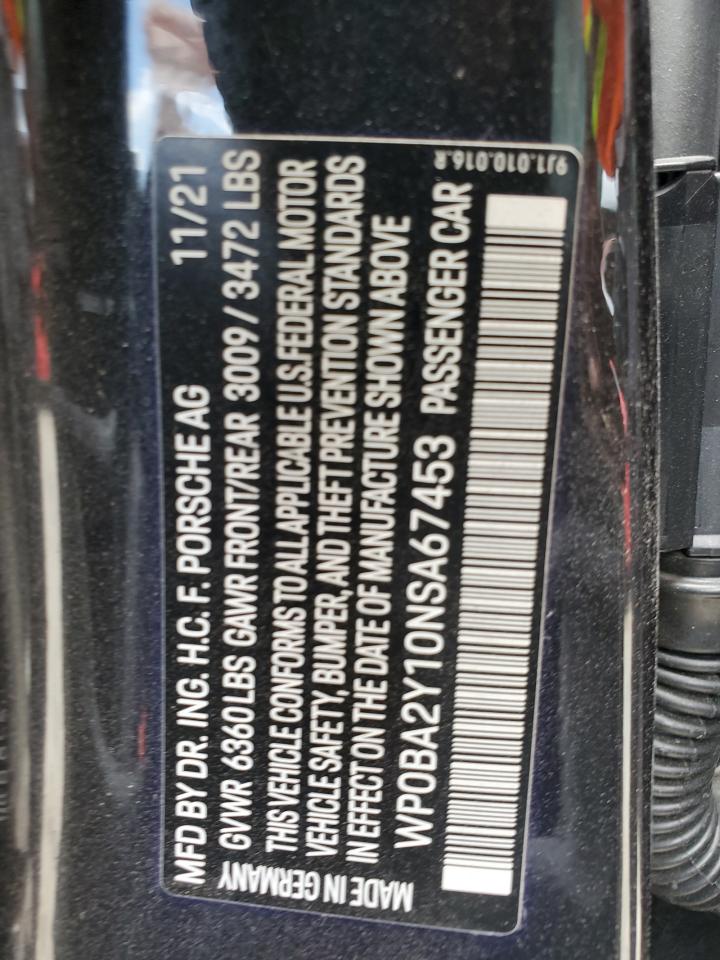 MFD BY DR. ING. H.C. F. PORSCHE AG 11/21
GVWR 6360LBS GAWR FRONT/REAR 3009/3472 LBS
THIS VEHICLE CONFORMS TO ALL APPLICABLE U.S. FEDERAL MOTOR
VEHICLE SAFETY, BUMPER, AND THEFT PREVENTION STANDARDS
IN EFFECT ON THE DATE OF MANUFACTURE SHOWN ABOVE
WP0BA2Y10NSA67453 PASSENGER CAR
MADE IN GERMANY
9J1.010.016.R